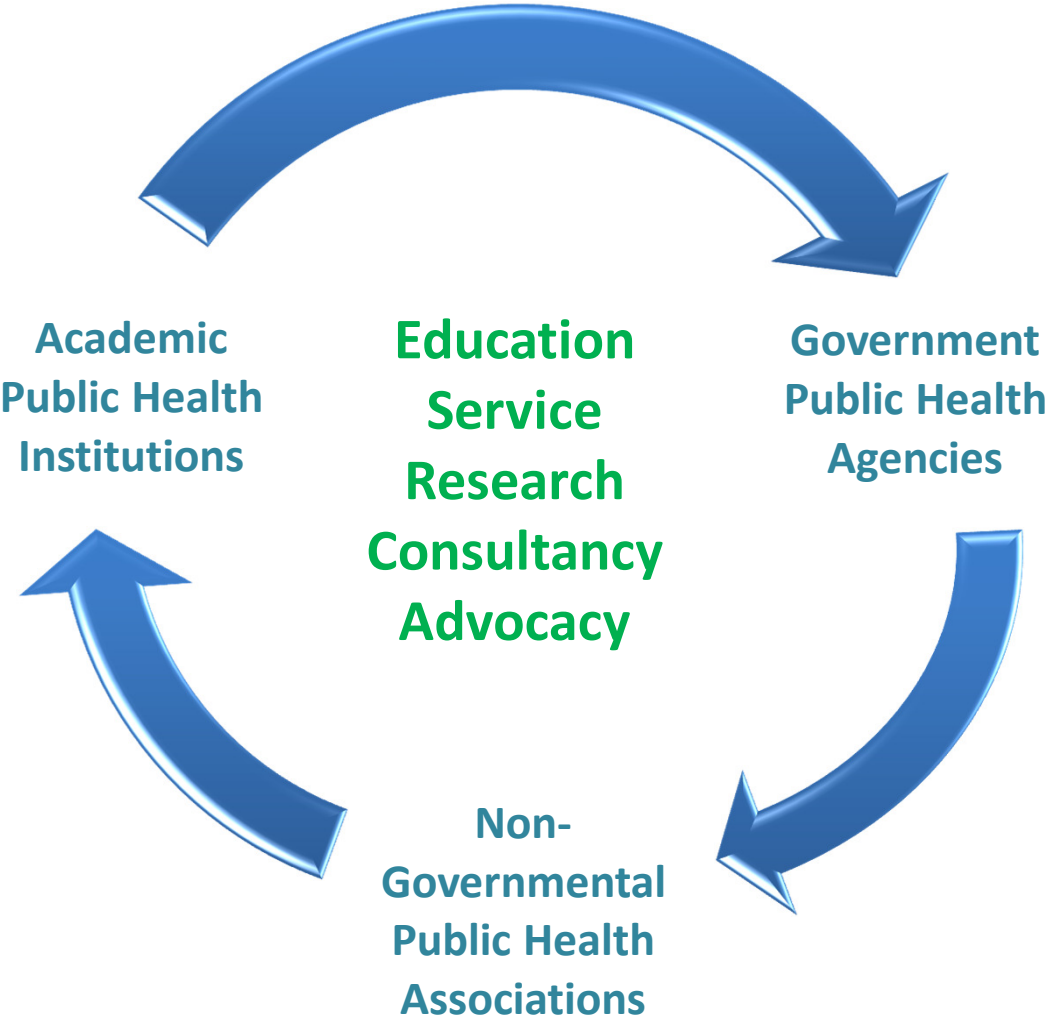 Academic
Public Health
Institutions
Education
Service
Research
Consultancy
Advocacy
Government
Public Health
Agencies
Non-
Governmental
Public Health
Associations